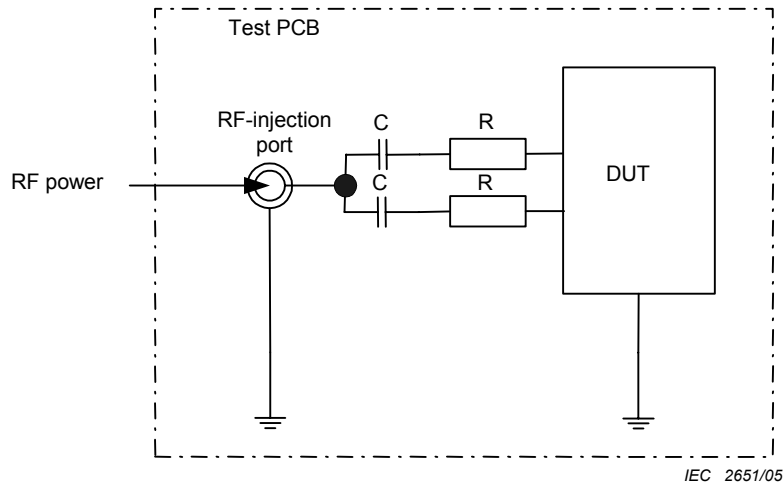 Test PCB
RF-injection
port
C
R
RF power
C
R
DUT
IEC 2651/05